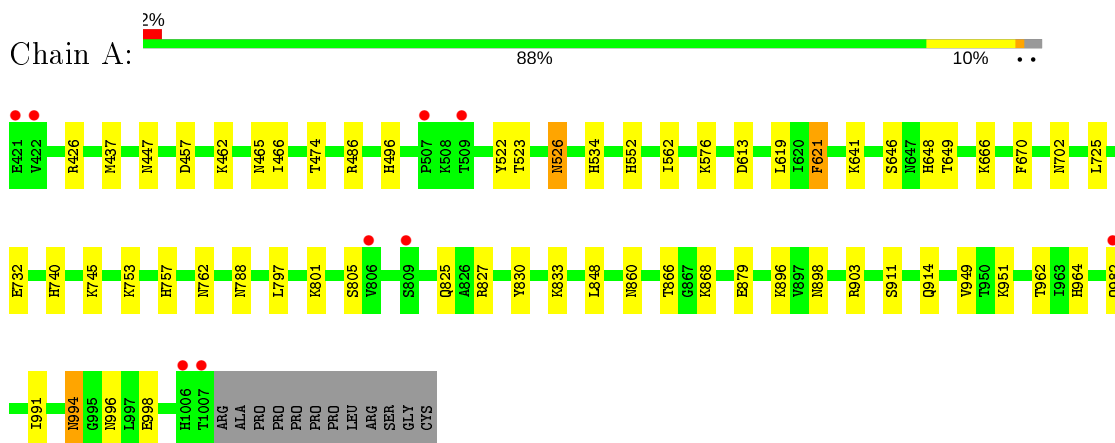 2%
Chain A:
88%
10%
E421 V422 R426 M437 N447 D457 K462 N465 I466 T474 R486 H496 P507 K508 T509 Y522 T523 N526 H534 H552 I562 K576 D613 L619 I620 F621 K641 S646 N647 H648 T649 K666 F670 N702 L725
E732 H740 K745 K753 H757 N762 N788 L797 K801 S805 V806 S809 Q825 A826 R827 Y830 K833 L848 N860 T866 G867 K868 E879 K896 V897 N898 R903 S911 Q914 V949 T950 K951 T962 I963 H964
I991 N994 G995 N996 L997 E998 H1006 T1007 ARG ALA PRO PRO PRO PRO PRO LEU ARG SER GLY CYS